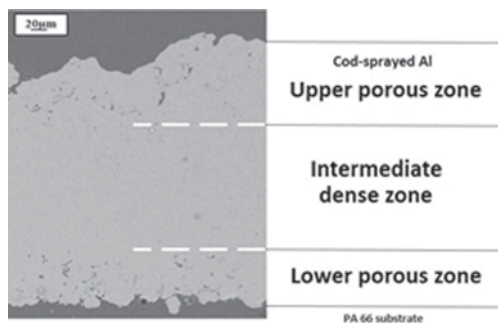 20µm
Cod-sprayed Al
Upper porous zone
Intermediate
dense zone
Lower porous zone
PA 66 substrate